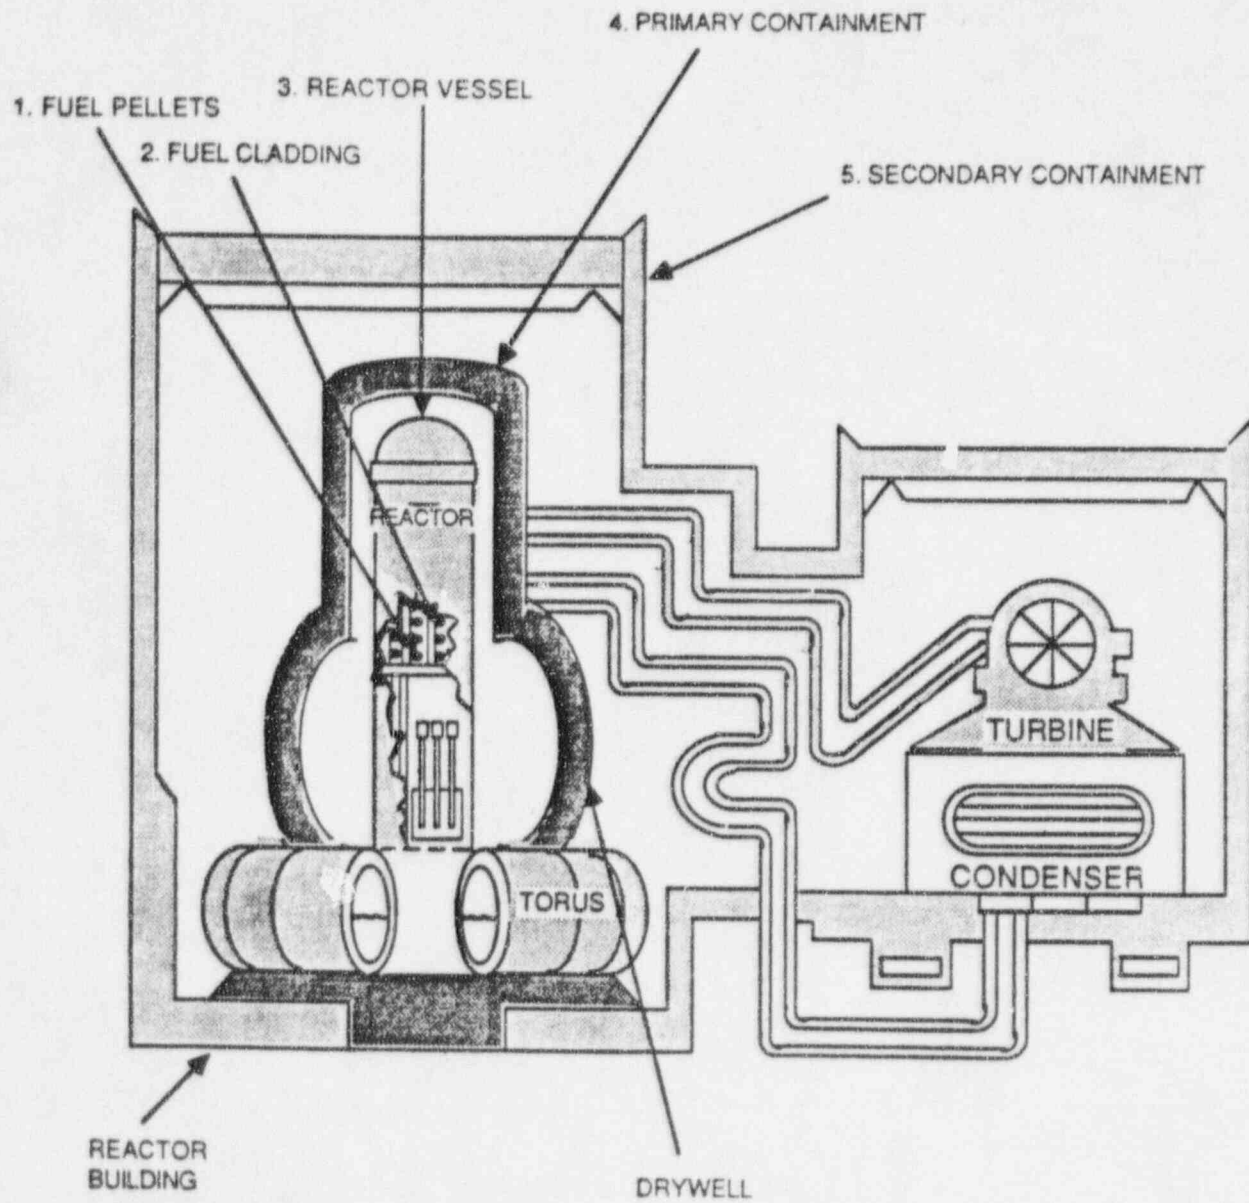 4. PRIMARY CONTAINMENT
3. REACTOR VESSEL
1. FUEL PELLETS
2. FUEL CLADDING
5. SECONDARY CONTAINMENT
REACTOR
TURBINE
CONDENSER
TORUS
REACTOR
BUILDING
DRYWELL